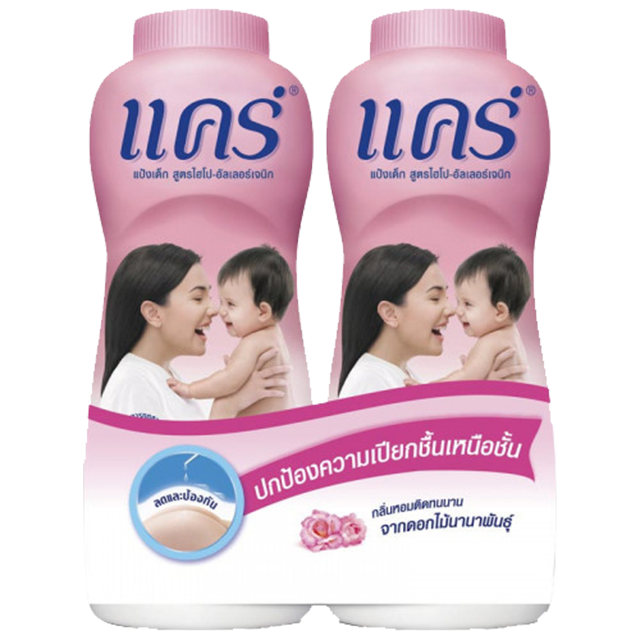 แคร์®
แป้งเด็ก สูตรไฮโป-อัลเลอร์เจนิก
แคร์®
แป้งเด็ก สูตรไฮโป-อัลเลอร์เจนิก
ปกป้องความเปียกชื้นเหนือชั้น
ลดและป้องกัน
กลิ่นหอมติดทนนาน
จากดอกไม้นานาพันธุ์